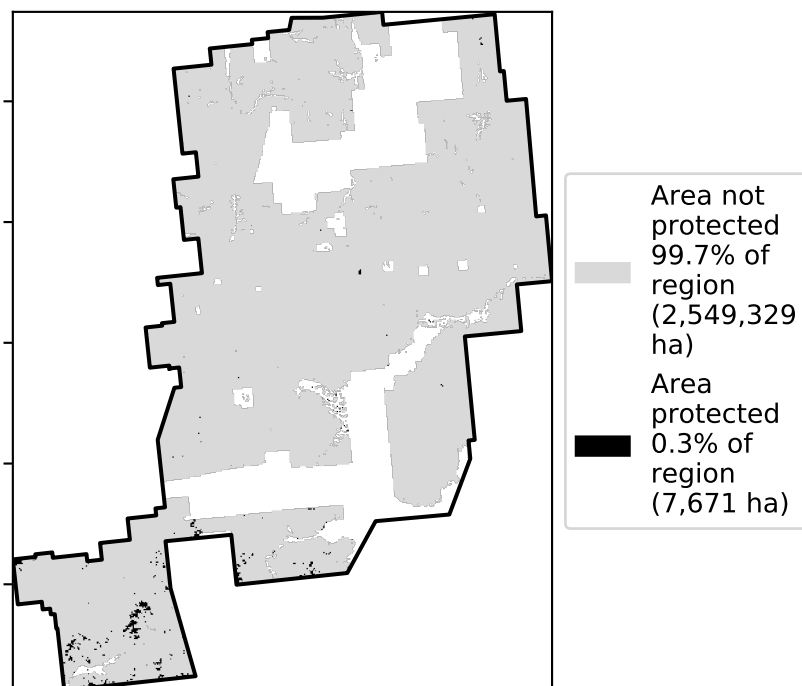 Area not
protected
99.7% of
region
(2,549,329
ha)
Area
protected
0.3% of
region
(7,671 ha)